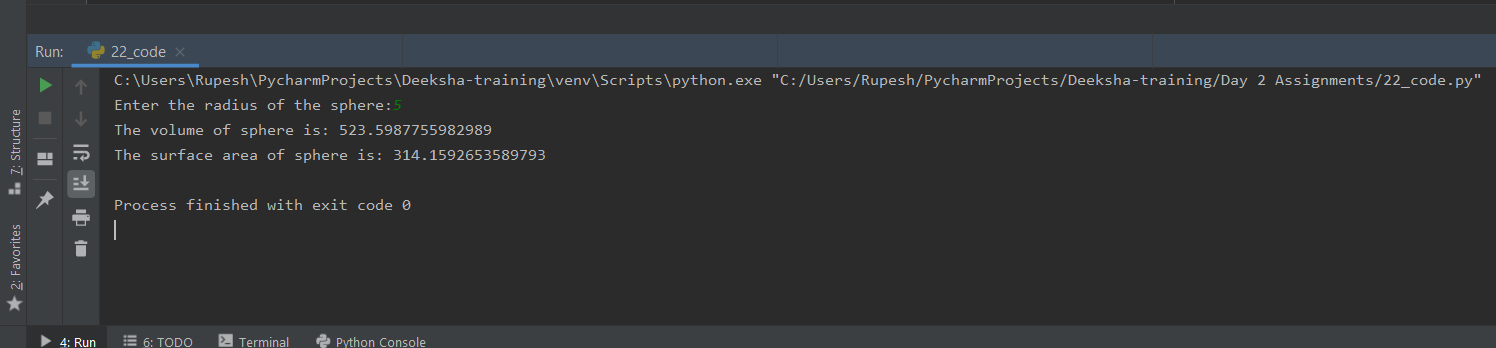 Run: 22_code
C:\Users\Rupesh\PycharmProjects\Deeksha-training\venv\Scripts\python.exe "C:/Users/Rupesh/PycharmProjects/Deeksha-training/Day 2 Assignments/22_code.py"
Enter the radius of the sphere:5
The volume of sphere is: 523.5987755982989
The surface area of sphere is: 314.1592653589793
Process finished with exit code 0
7: Structure
2: Favorites
4: Run 6: TODO Terminal Python Console